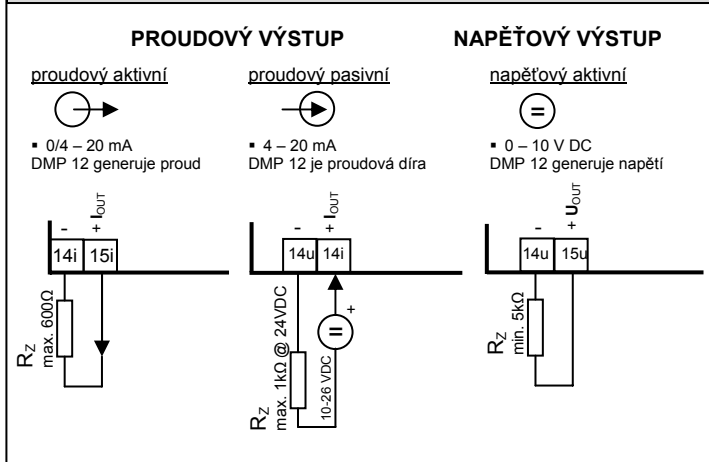 PROUDOVÝ VÝSTUP
NAPĚŤOVÝ VÝSTUP
proudový aktivní
▪ 0/4 – 20 mA
DMP 12 generuje proud
- + IOUT
14i 15i
RZ
max. 600Ω
proudový pasivní
▪ 4 – 20 mA
DMP 12 je proudová díra
- + IOUT
14u 14i
RZ
max. 1kΩ @ 24VDC
10-26 VDC
=
+
napěťový aktivní
=
▪ 0 – 10 V DC
DMP 12 generuje napětí
- + UOUT
14u 15u
RZ
min. 5kΩ